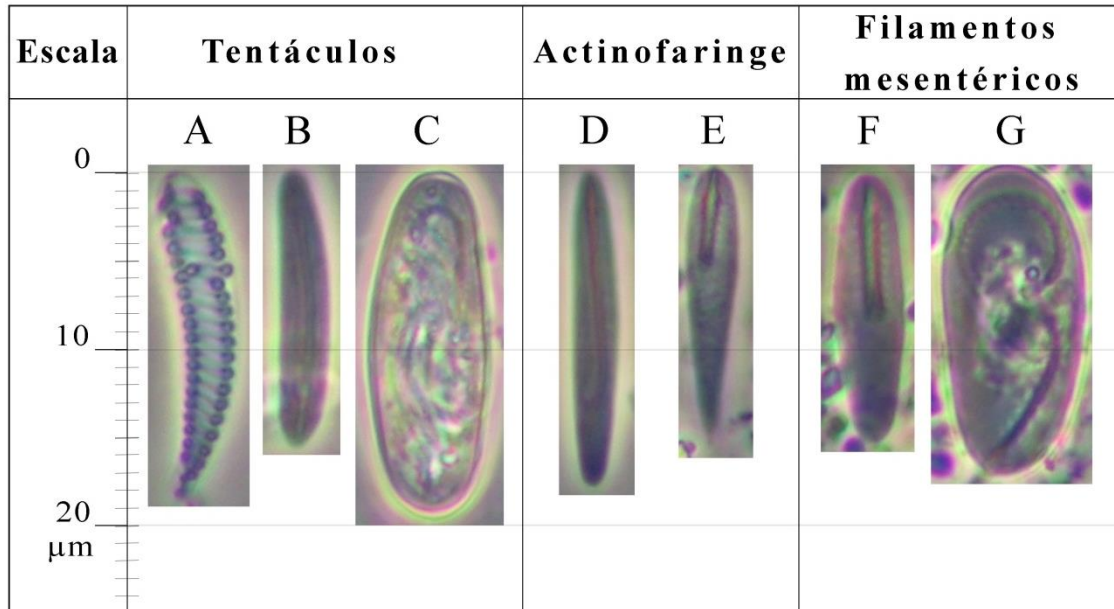 Escala
Tentáculos
Actinofaringe
Filamentos
mesentéricos
A B C D E F G
0
10
20
μm